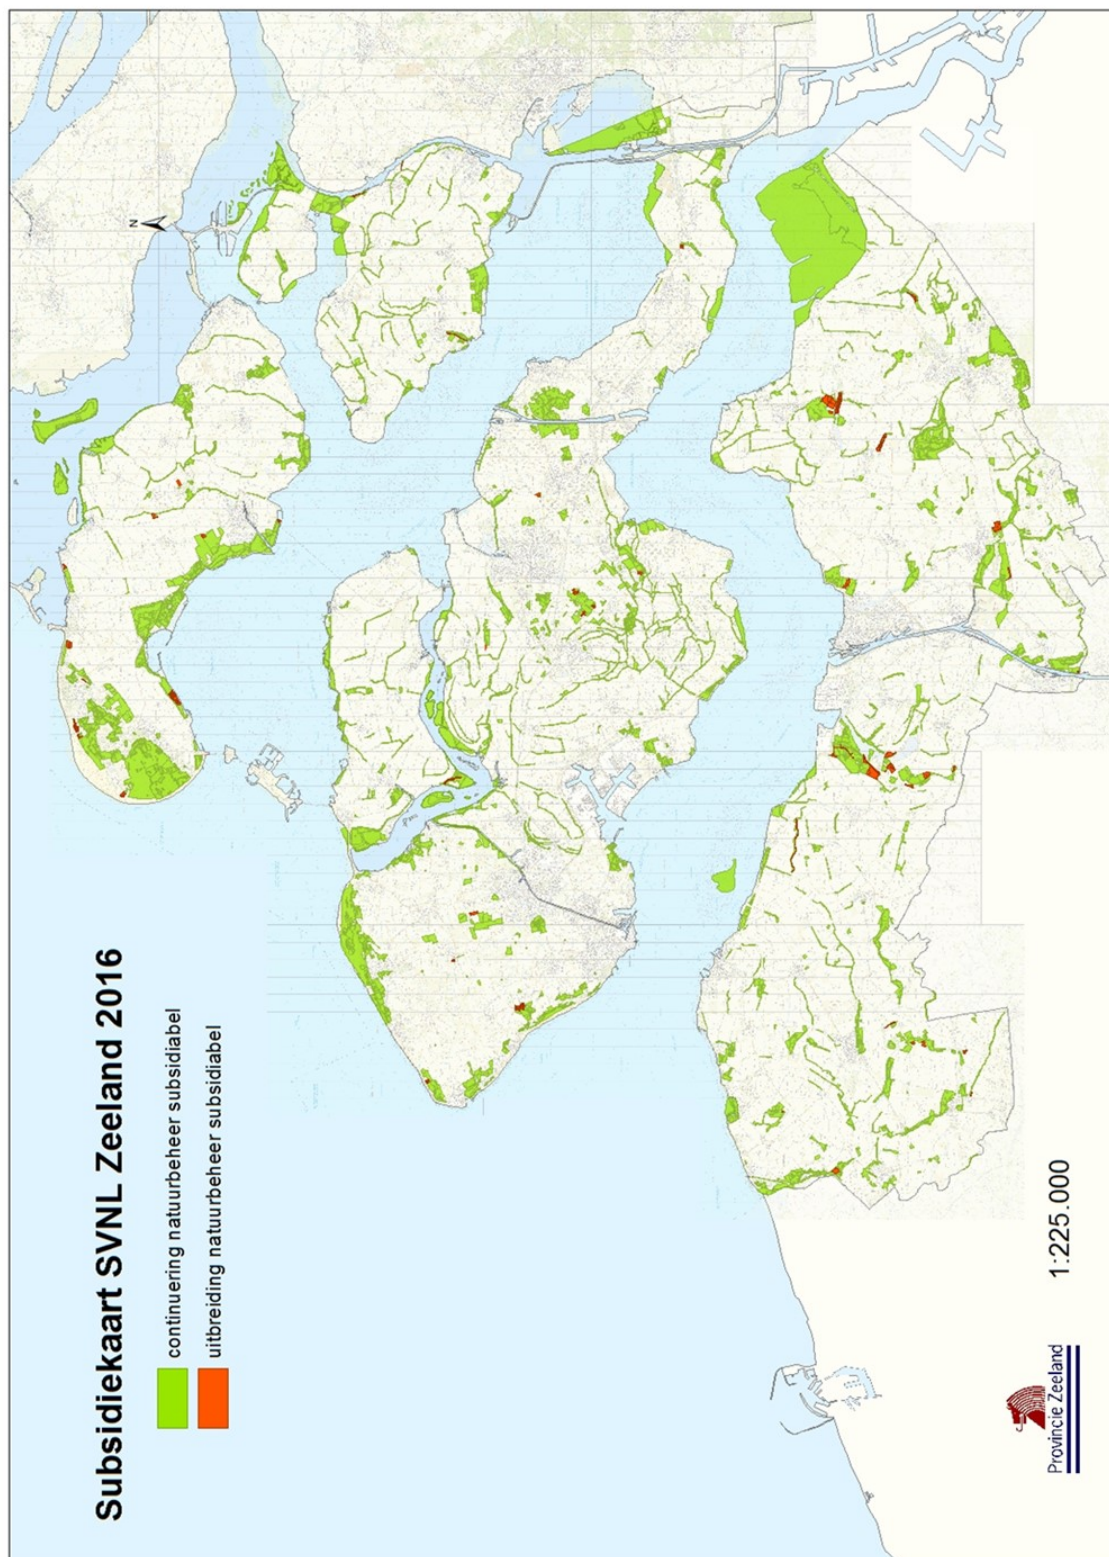 Subsidiekaart SVNL Zeeland 2016
continuering natuurbeheer subsidiabel
uitbreiding natuurbeheer subsidiabel
N
1:225.000
Provincie Zeeland